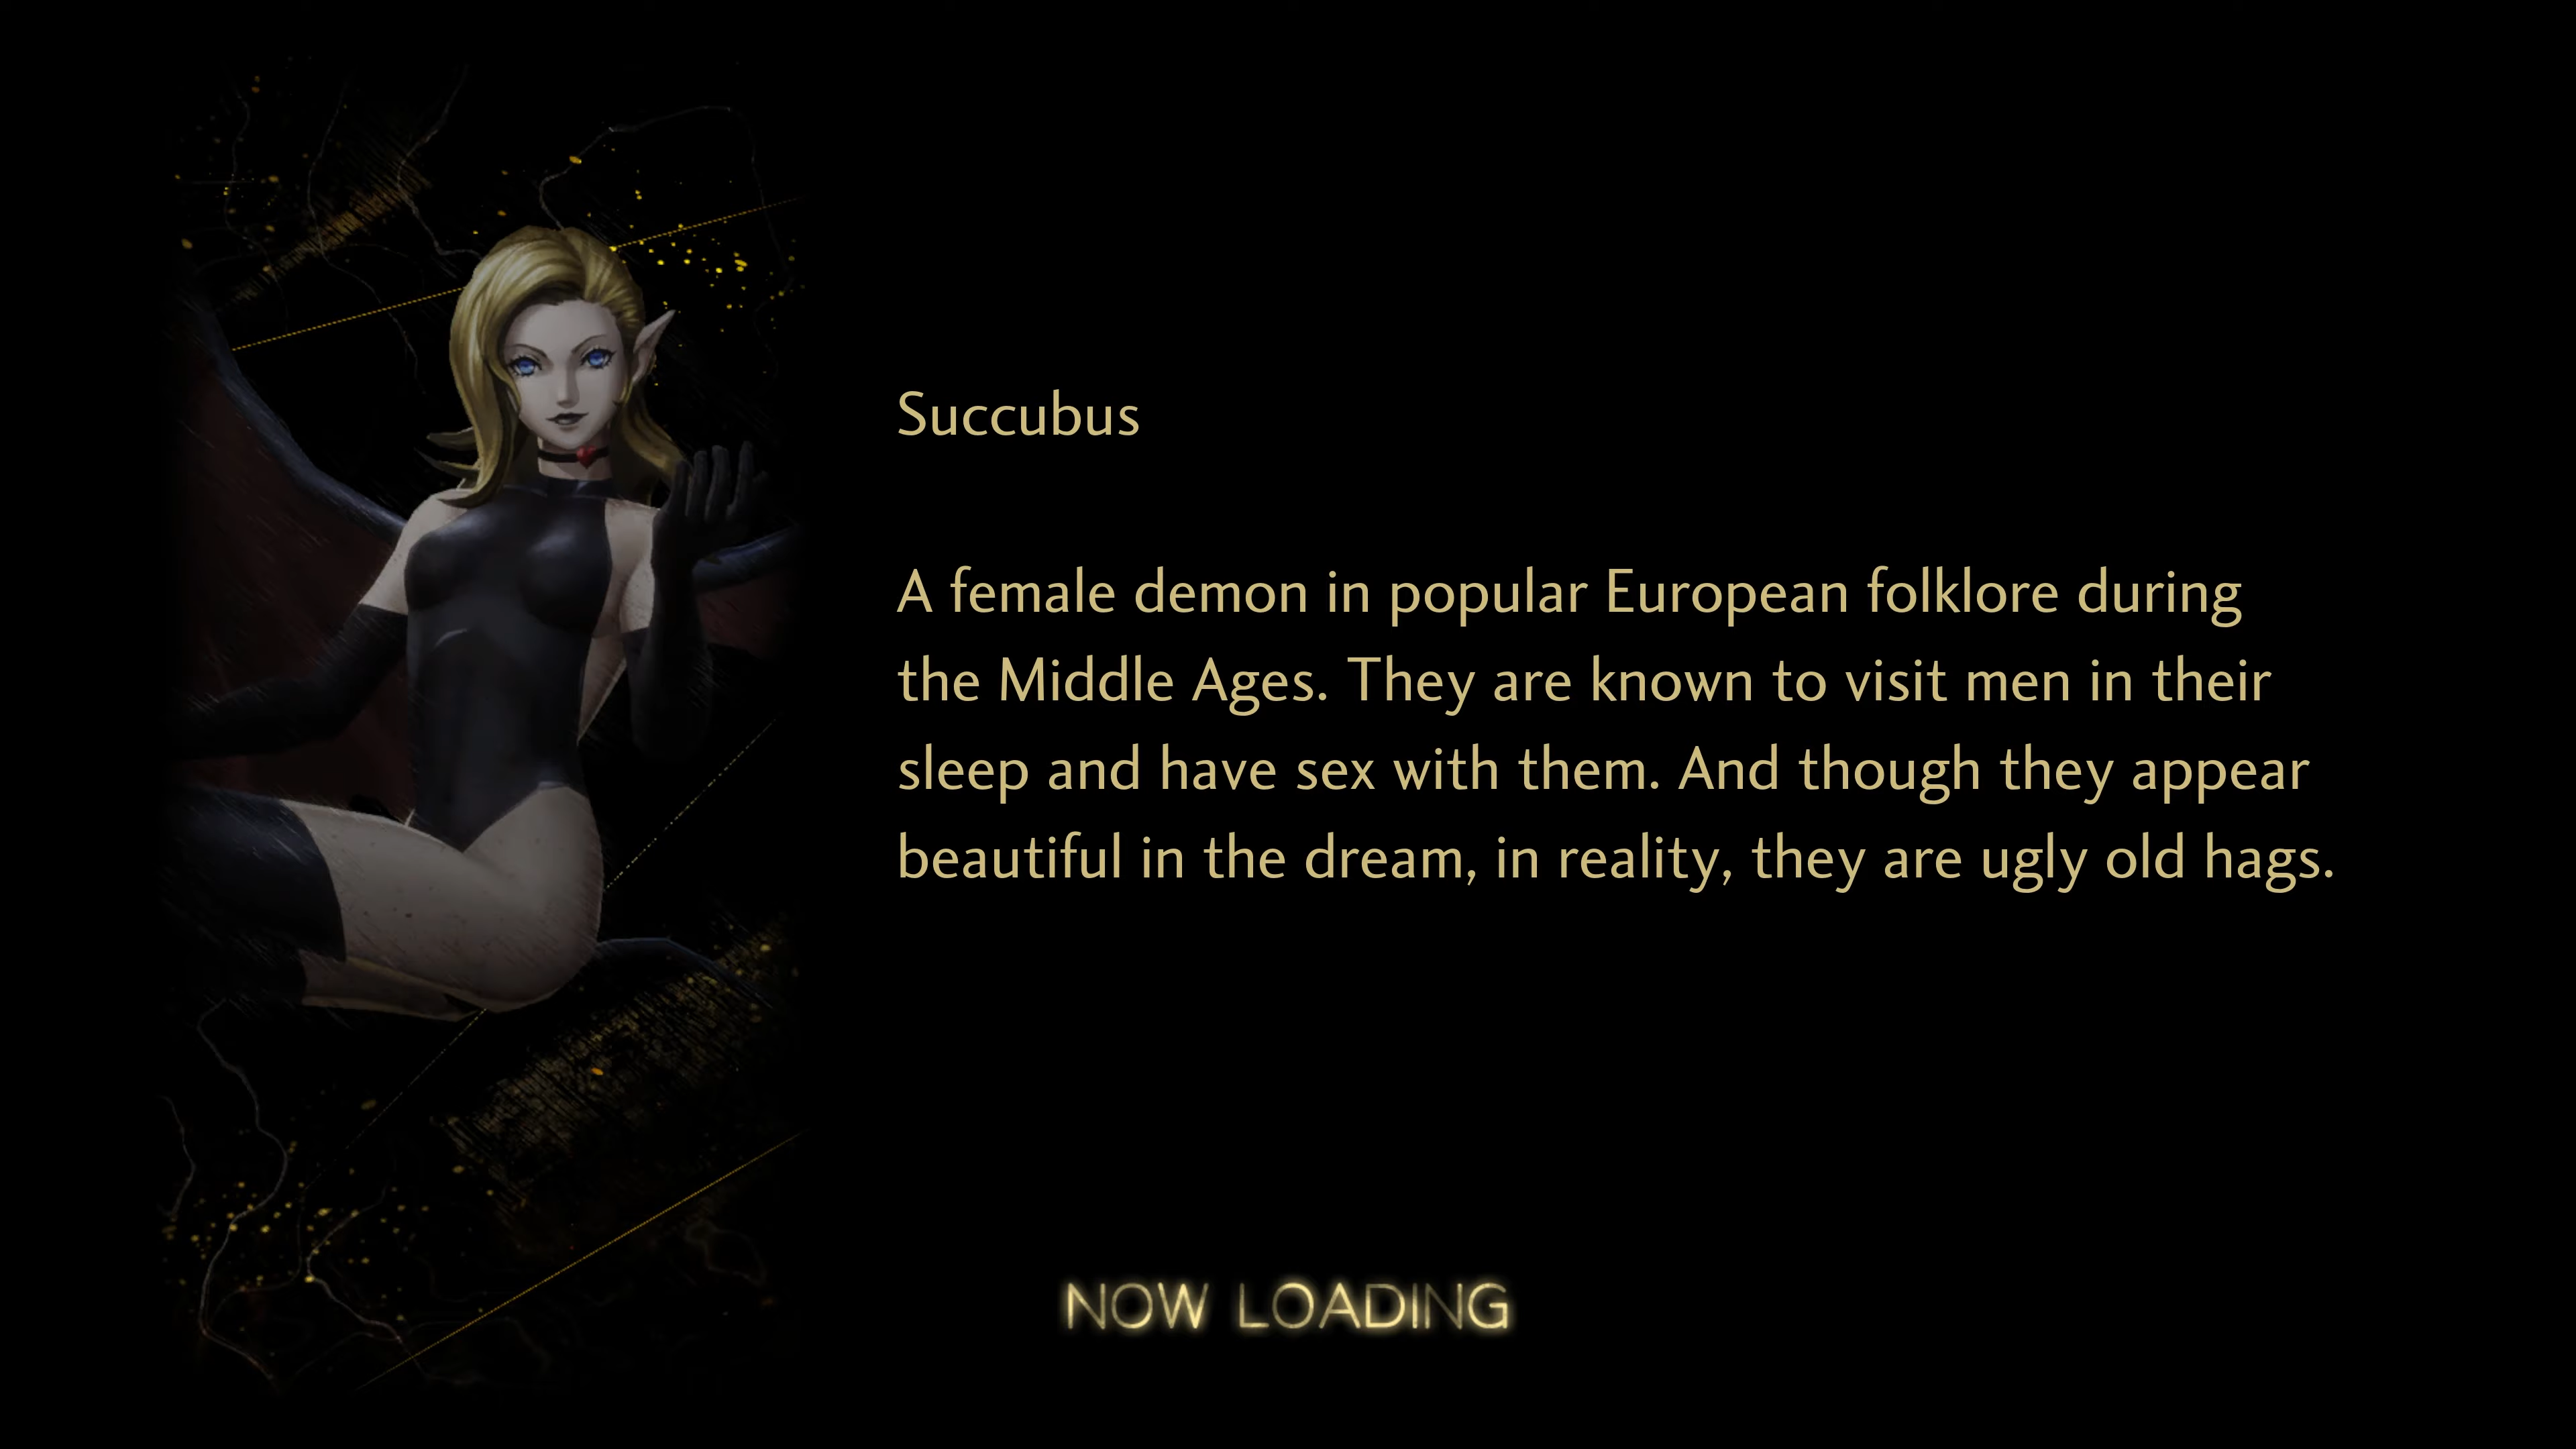 Succubus
A female demon in popular European folklore during
the Middle Ages. They are known to visit men in their
sleep and have sex with them. And though they appear
beautiful in the dream, in reality, they are ugly old hags.
NOW LOADING